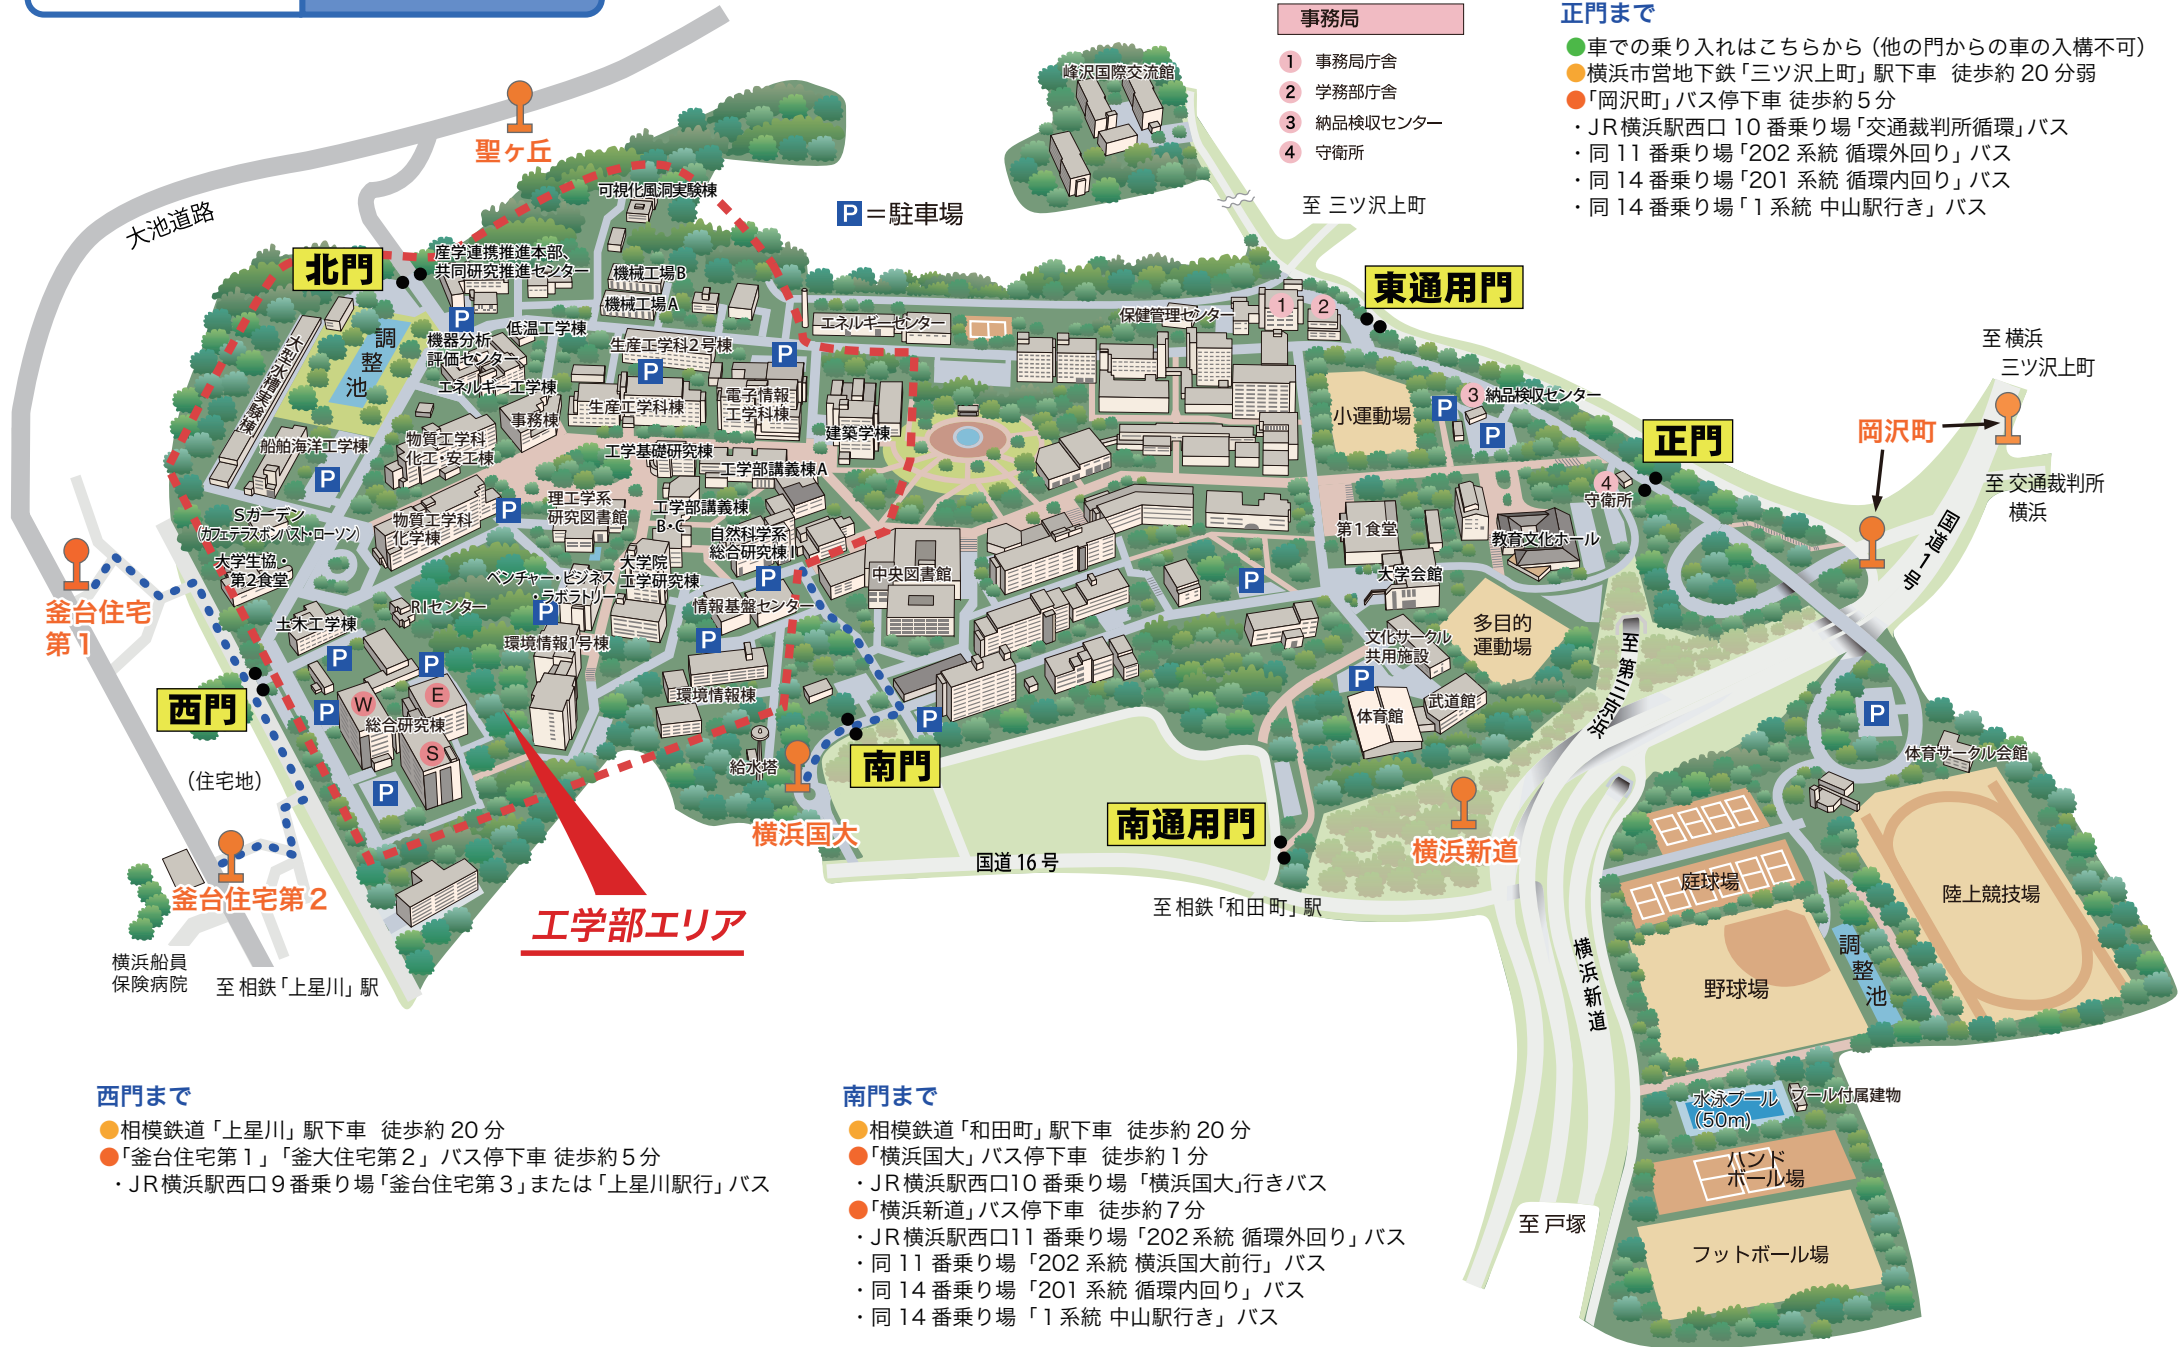 事務局
1 事務局庁舎
2 学務部庁舎
3 納品検収センター
4 守衛所
正門まで
●車での乗り入れはこちらから（他の門からの車の入構不可）
●横浜市営地下鉄「三ツ沢上町」駅下車 徒歩約20分弱
●「岡沢町」バス停下車 徒歩約5分
・JR横浜駅西口10番乗り場「交通裁判所循環」バス
・同11番乗り場「202系統 循環外回り」バス
・同14番乗り場「201系統 循環内回り」バス
・同14番乗り場「1系統 中山駅行き」バス
峰沢国際交流館
聖ヶ丘
大池道路
可視化風洞実験棟
P＝駐車場
至 三ツ沢上町
北門
産学連携推進本部、
共同研究推進センター
機械工場B
機械工場A
東通用門
保健管理センター
1
2
エネルギーセンター
調整池
P
機器分析
評価センター
低温工学棟
生産工学科2号棟
P
P
大型水槽実験棟
エネルギー工学棟
事務棟
生産工学科棟
電子情報
工学科棟
建築学棟
小運動場
P
3 納品検収センター
P
至 横浜
三ツ沢上町
岡沢町
正門
船舶海洋工学棟
P
物質工学科
化工・安工棟
工学基礎研究棟
工学部講義棟A
4
守衛所
至 交通裁判所
横浜
国道1号
Sガーデン
(カフェテラスポンパスト・ローソン)
物質工学科
化学棟
P
理工学系
研究図書館
工学部講義棟
B・C
自然科学系
総合研究棟I
第1食堂
教育文化ホール
大学生協・
第2食堂
ベンチャー・ビジネス
・ラボラトリー
大学院
工学研究棟
P
中央図書館
P
大学会館
釜台住宅
第1
RIセンター
P
情報基盤センター
土木工学棟
環境情報1号棟
P
文化サークル
共用施設
多目的
運動場
至 第三京浜
P
P
西門
P
W
E
総合研究棟
S
環境情報棟
P
P
体育館
武道館
P
体育サークル会館
(住宅地)
P
給水塔
南門
横浜国大
南通用門
横浜新道
国道16号
釜台住宅第2
工学部エリア
至 相鉄「和田町」駅
庭球場
陸上競技場
横浜船員
保険病院
至 相鉄「上星川」駅
横浜新道
野球場
調整池
水泳プール
(50m)
プール付属建物
ハンド
ボール場
至 戸塚
フットボール場
西門まで
●相模鉄道「上星川」駅下車 徒歩約20分
●「釜台住宅第1」「釜大住宅第2」バス停下車 徒歩約5分
・JR横浜駅西口9番乗り場「釜台住宅第3」または「上星川駅行」バス
南門まで
●相模鉄道「和田町」駅下車 徒歩約20分
●「横浜国大」バス停下車 徒歩約1分
・JR横浜駅西口10番乗り場「横浜国大」行きバス
●「横浜新道」バス停下車 徒歩約7分
・JR横浜駅西口11番乗り場「202系統 循環外回り」バス
・同11番乗り場「202系統 横浜国大前行」バス
・同14番乗り場「201系統 循環内回り」バス
・同14番乗り場「1系統 中山駅行き」バス